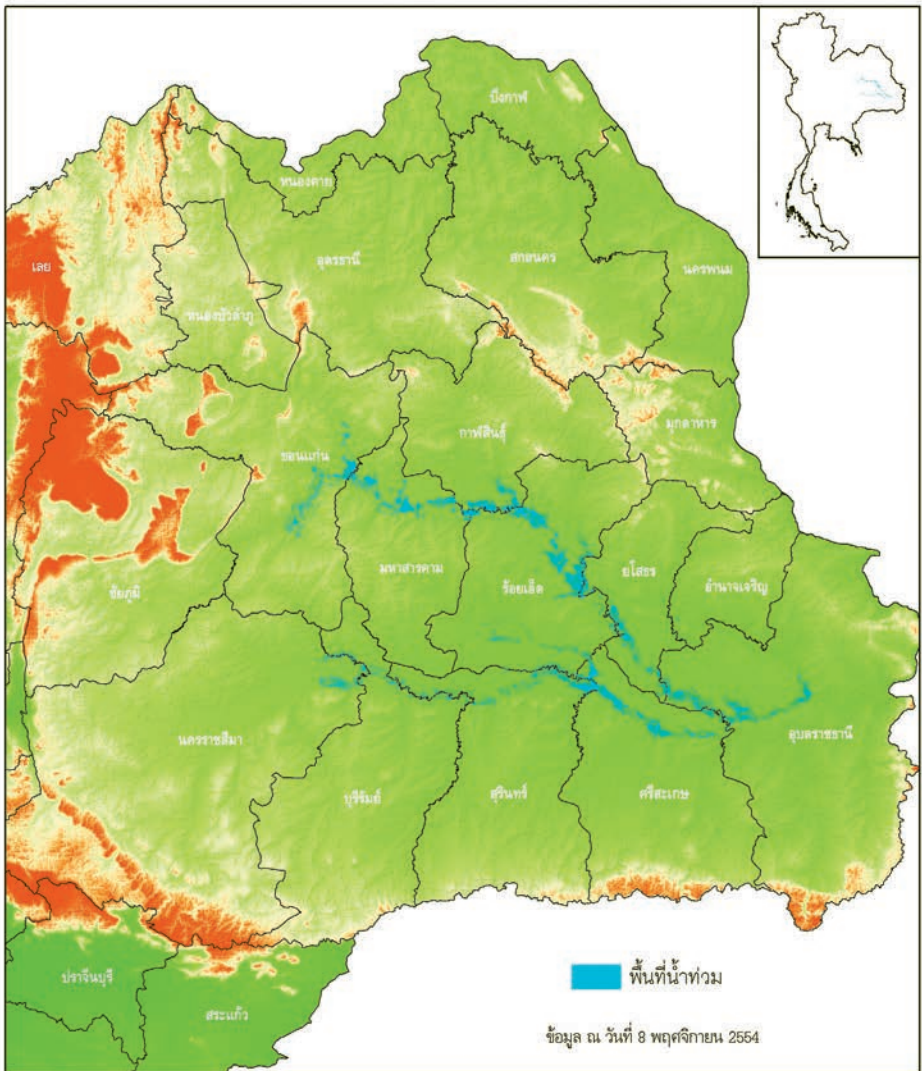 บึงกาฬ
หนองคาย
เลย
อุดรธานี
สกลนคร
นครพนม
หนองบัวลำภู
ขอนแก่น
กาฬสินธุ์
มุกดาหาร
ชัยภูมิ
มหาสารคาม
ร้อยเอ็ด
ยโสธร
อำนาจเจริญ
นครราชสีมา
บุรีรัมย์
สุรินทร์
ศรีสะเกษ
อุบลราชธานี
ปราจีนบุรี
สระแก้ว
พื้นที่น้ำท่วม
ข้อมูล ณ วันที่ 8 พฤศจิกายน 2554